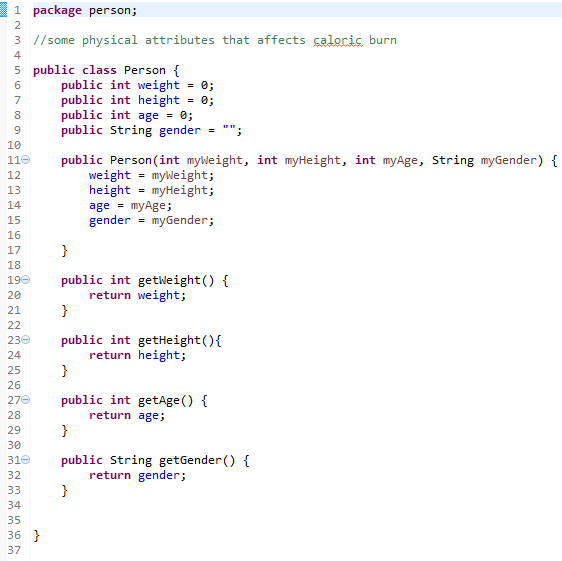 1 package person;
2
3 //some physical attributes that affects caloric burn
4
5 public class Person {
6     public int weight = 0;
7     public int height = 0;
8     public int age = 0;
9     public String gender = "";
10
11     public Person(int myWeight, int myHeight, int myAge, String myGender) {
12         weight = myWeight;
13         height = myHeight;
14         age = myAge;
15         gender = myGender;
16
17     }
18
19     public int getWeight() {
20         return weight;
21     }
22
23     public int getHeight(){
24         return height;
25     }
26
27     public int getAge() {
28         return age;
29     }
30
31     public String getGender() {
32         return gender;
33     }
34
35
36 }
37